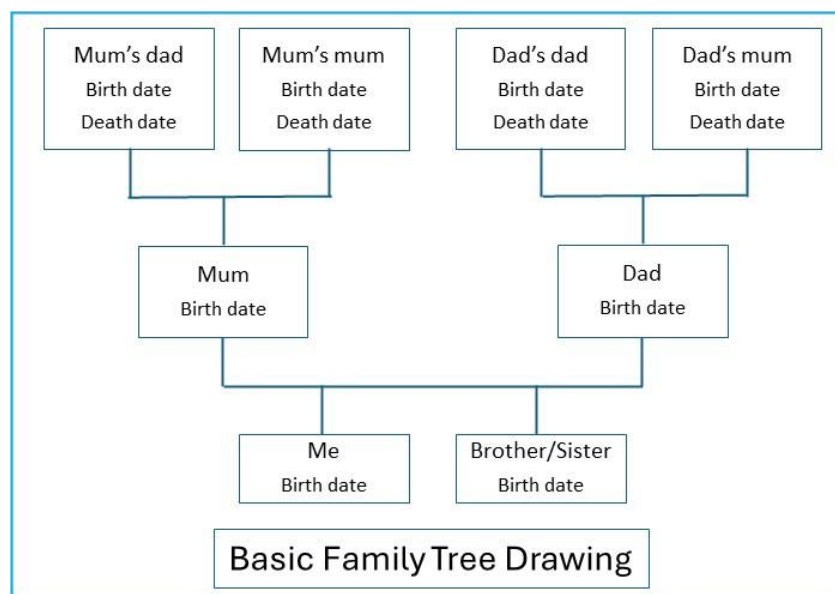 Mum’s dad
Birth date
Death date
Mum’s mum
Birth date
Death date
Dad’s dad
Birth date
Death date
Dad’s mum
Birth date
Death date
Mum
Birth date
Dad
Birth date
Me
Birth date
Brother/Sister
Birth date
Basic Family Tree Drawing